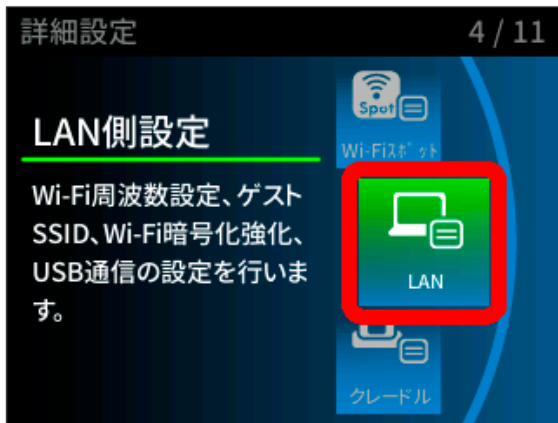 詳細設定
4 / 11
Spot
Wi-Fiスポット
LAN側設定
Wi-Fi周波数設定、ゲスト
SSID、Wi-Fi暗号化強化、
USB通信の設定を行いま
す。
LAN
クレードル